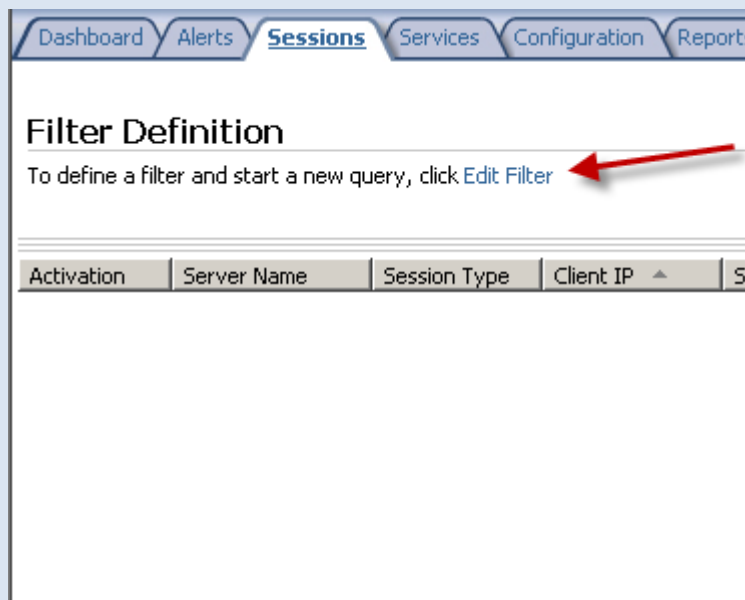 Dashboard Alerts Sessions Services Configuration Report
Filter Definition
To define a filter and start a new query, click Edit Filter
Activation Server Name Session Type Client IP S